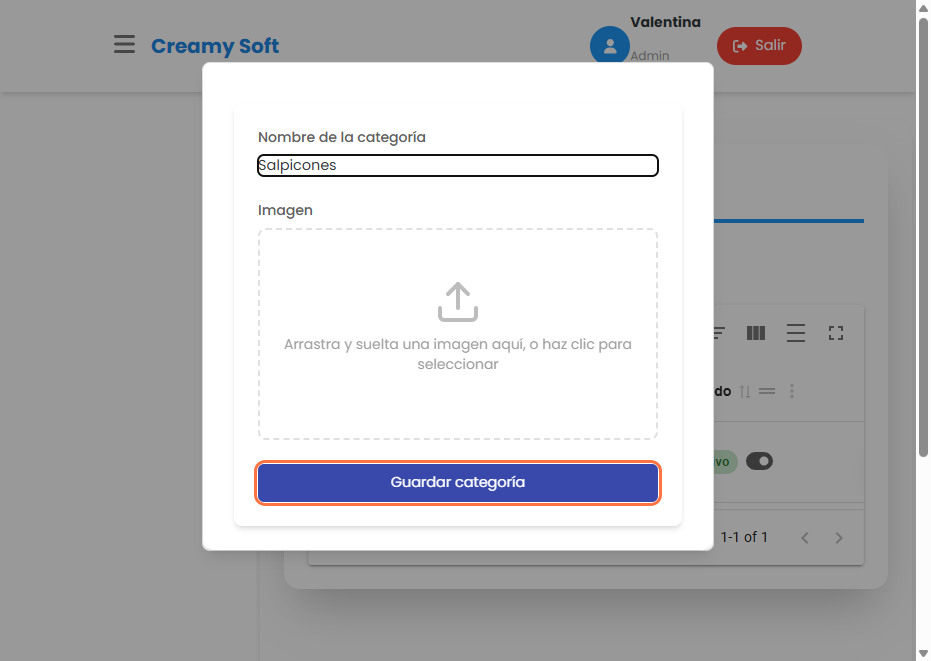 Valentina
Creamy Soft
Admin
Salir
Nombre de la categoría
Salpicones
Imagen
Arrastra y suelta una imagen aquí, o haz clic para
seleccionar
do
vo
Guardar categoría
1-1 of 1